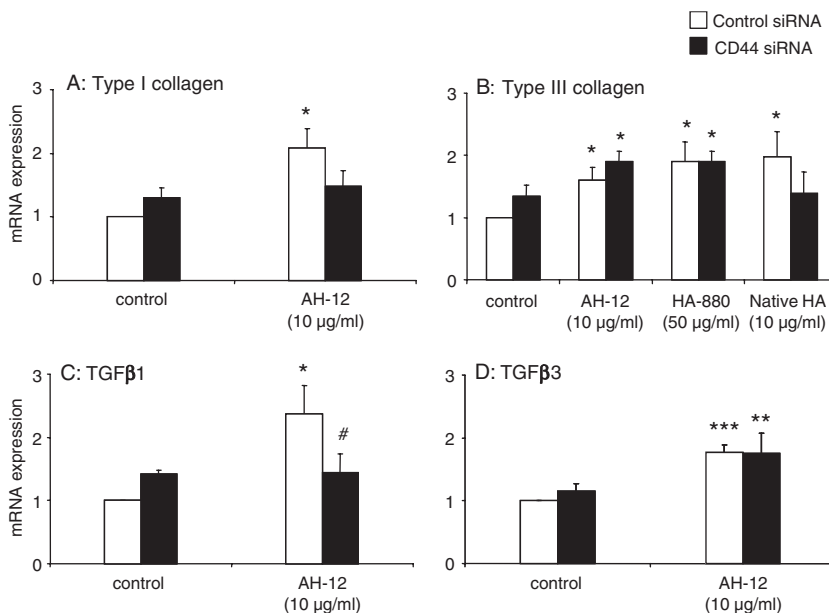 Control siRNA
CD44 siRNA
A: Type I collagen
mRNA expression
3
2
1
0
*
control
AH-12
(10 µg/ml)
B: Type III collagen
3
2
1
0
* * * * *
control
AH-12
(10 µg/ml)
HA-880
(50 µg/ml)
Native HA
(10 µg/ml)
C: TGFβ1
mRNA expression
3
2
1
0
*
#
control
AH-12
(10 µg/ml)
D: TGFβ3
3
2
1
0
*** **
control
AH-12
(10 µg/ml)